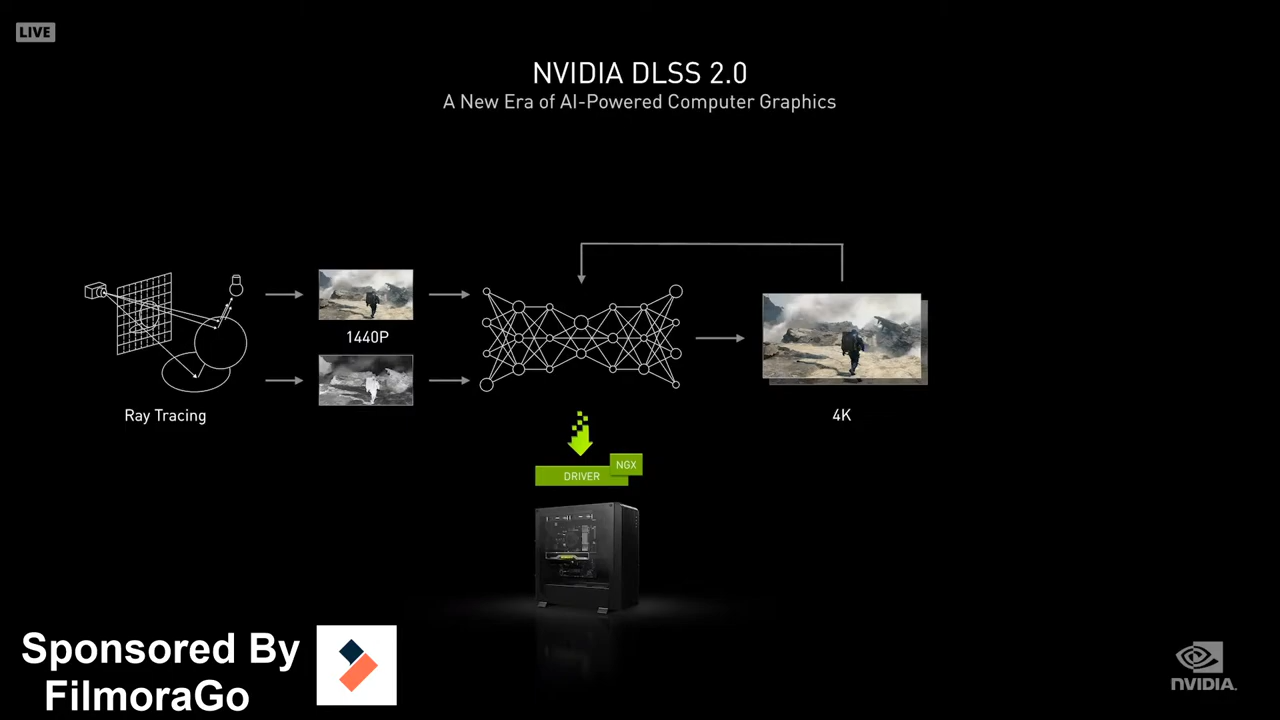 LIVE
NVIDIA DLSS 2.0
A New Era of AI-Powered Computer Graphics
1440P
Ray Tracing
4K
NGX
DRIVER
Sponsored By
FilmoraGo
NVIDIA.